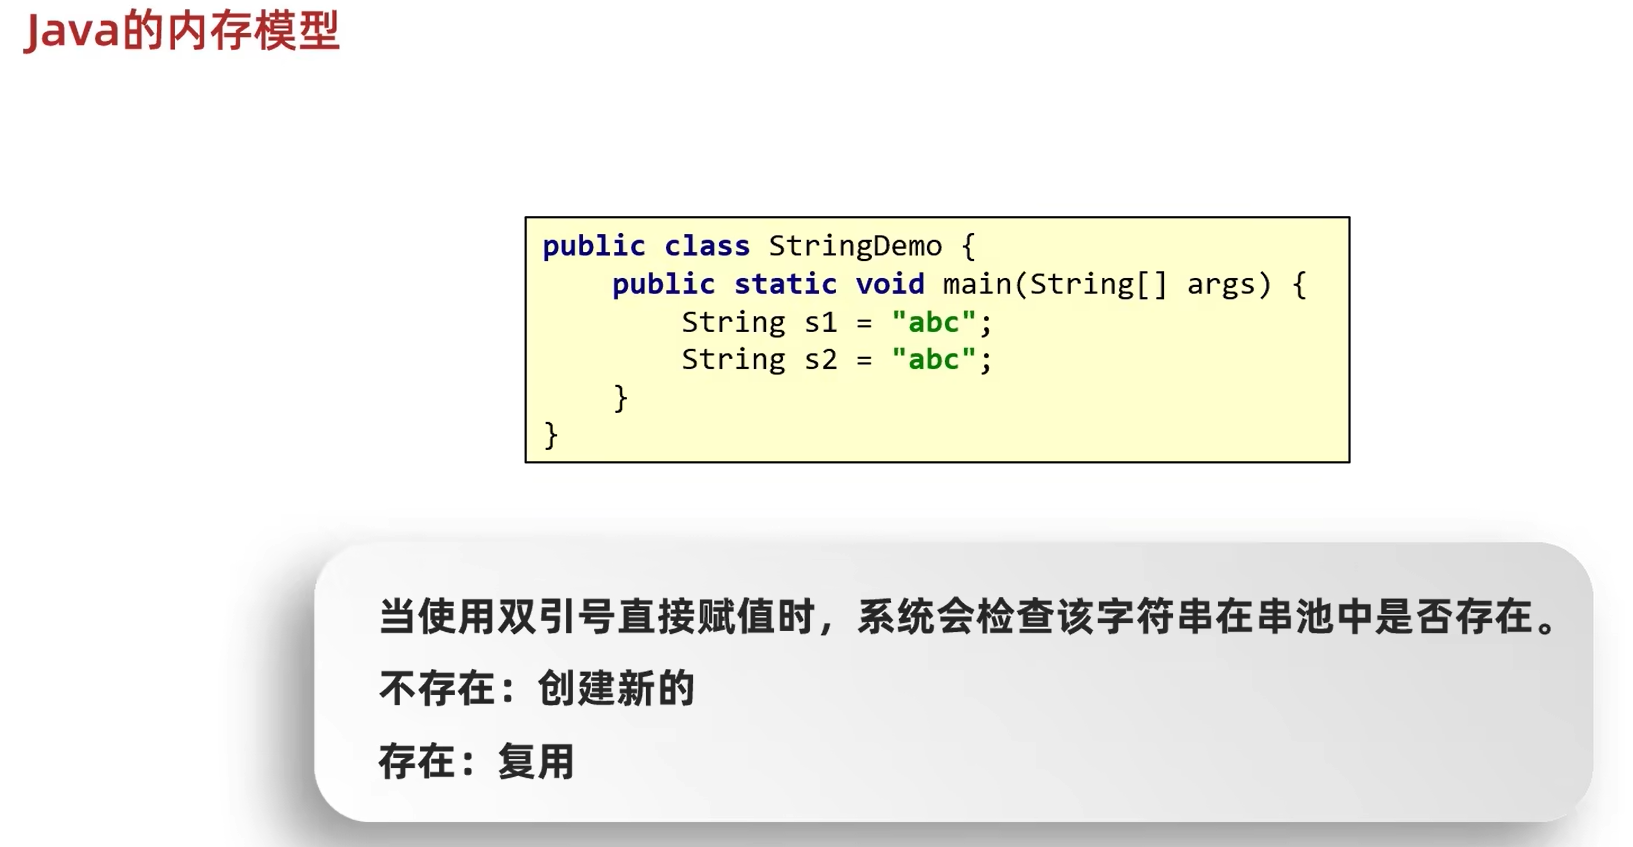 Java的内存模型
public class StringDemo {
    public static void main(String[] args) {
        String s1 = "abc";
        String s2 = "abc";
    }
}
当使用双引号直接赋值时，系统会检查该字符串在串池中是否存在。
不存在：创建新的
存在：复用